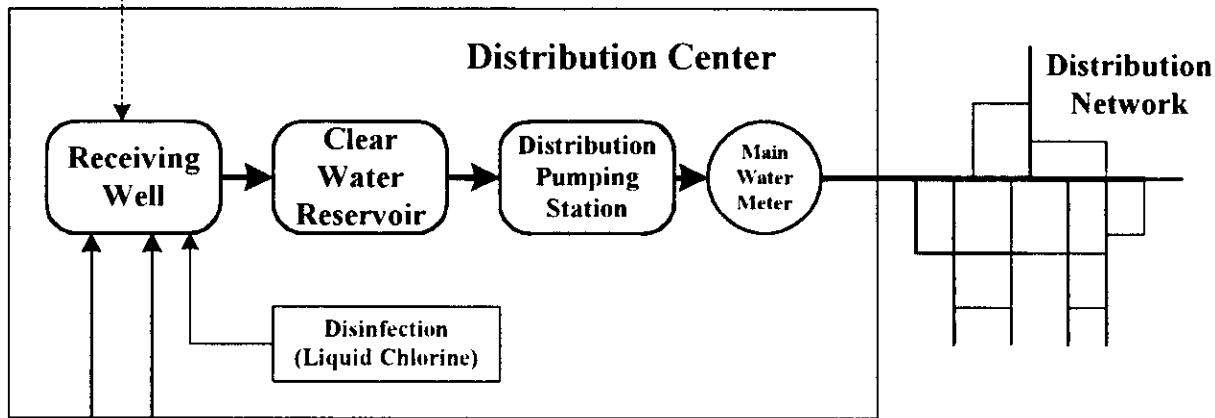 Distribution Center
Distribution
Network
Receiving
Well
Clear
Water
Reservoir
Distribution
Pumping
Station
Main
Water
Meter
Disinfection
(Liquid Chlorine)